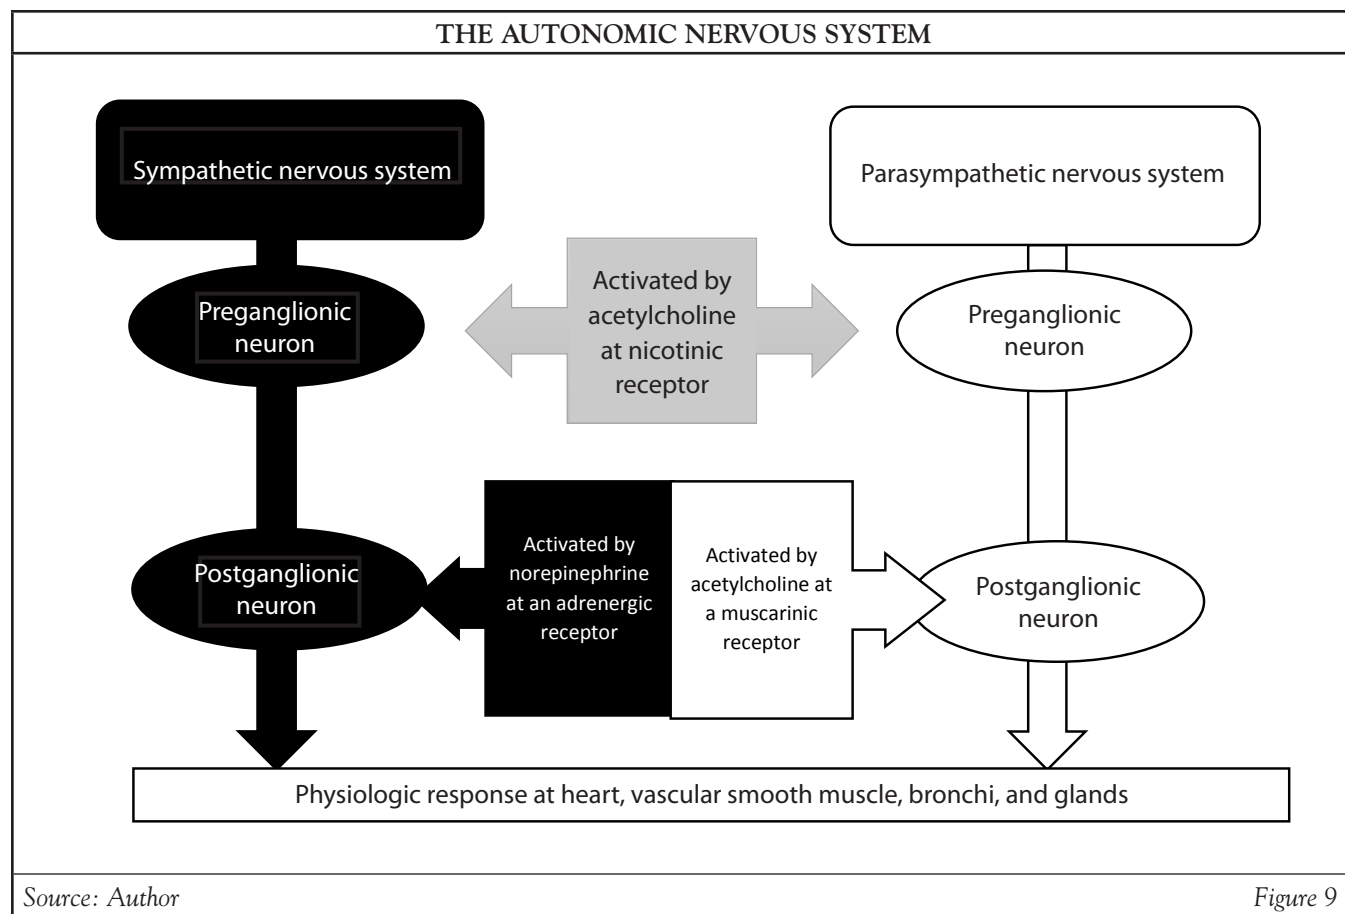 THE AUTONOMIC NERVOUS SYSTEM
Sympathetic nervous system
Parasympathetic nervous system
Preganglionic
neuron
Activated by
acetylcholine
at nicotinic
receptor
Preganglionic
neuron
Postganglionic
neuron
Activated by
norepinephrine
at an adrenergic
receptor
Activated by
acetylcholine at
a muscarinic
receptor
Postganglionic
neuron
Physiologic response at heart, vascular smooth muscle, bronchi, and glands
Source: Author
Figure 9